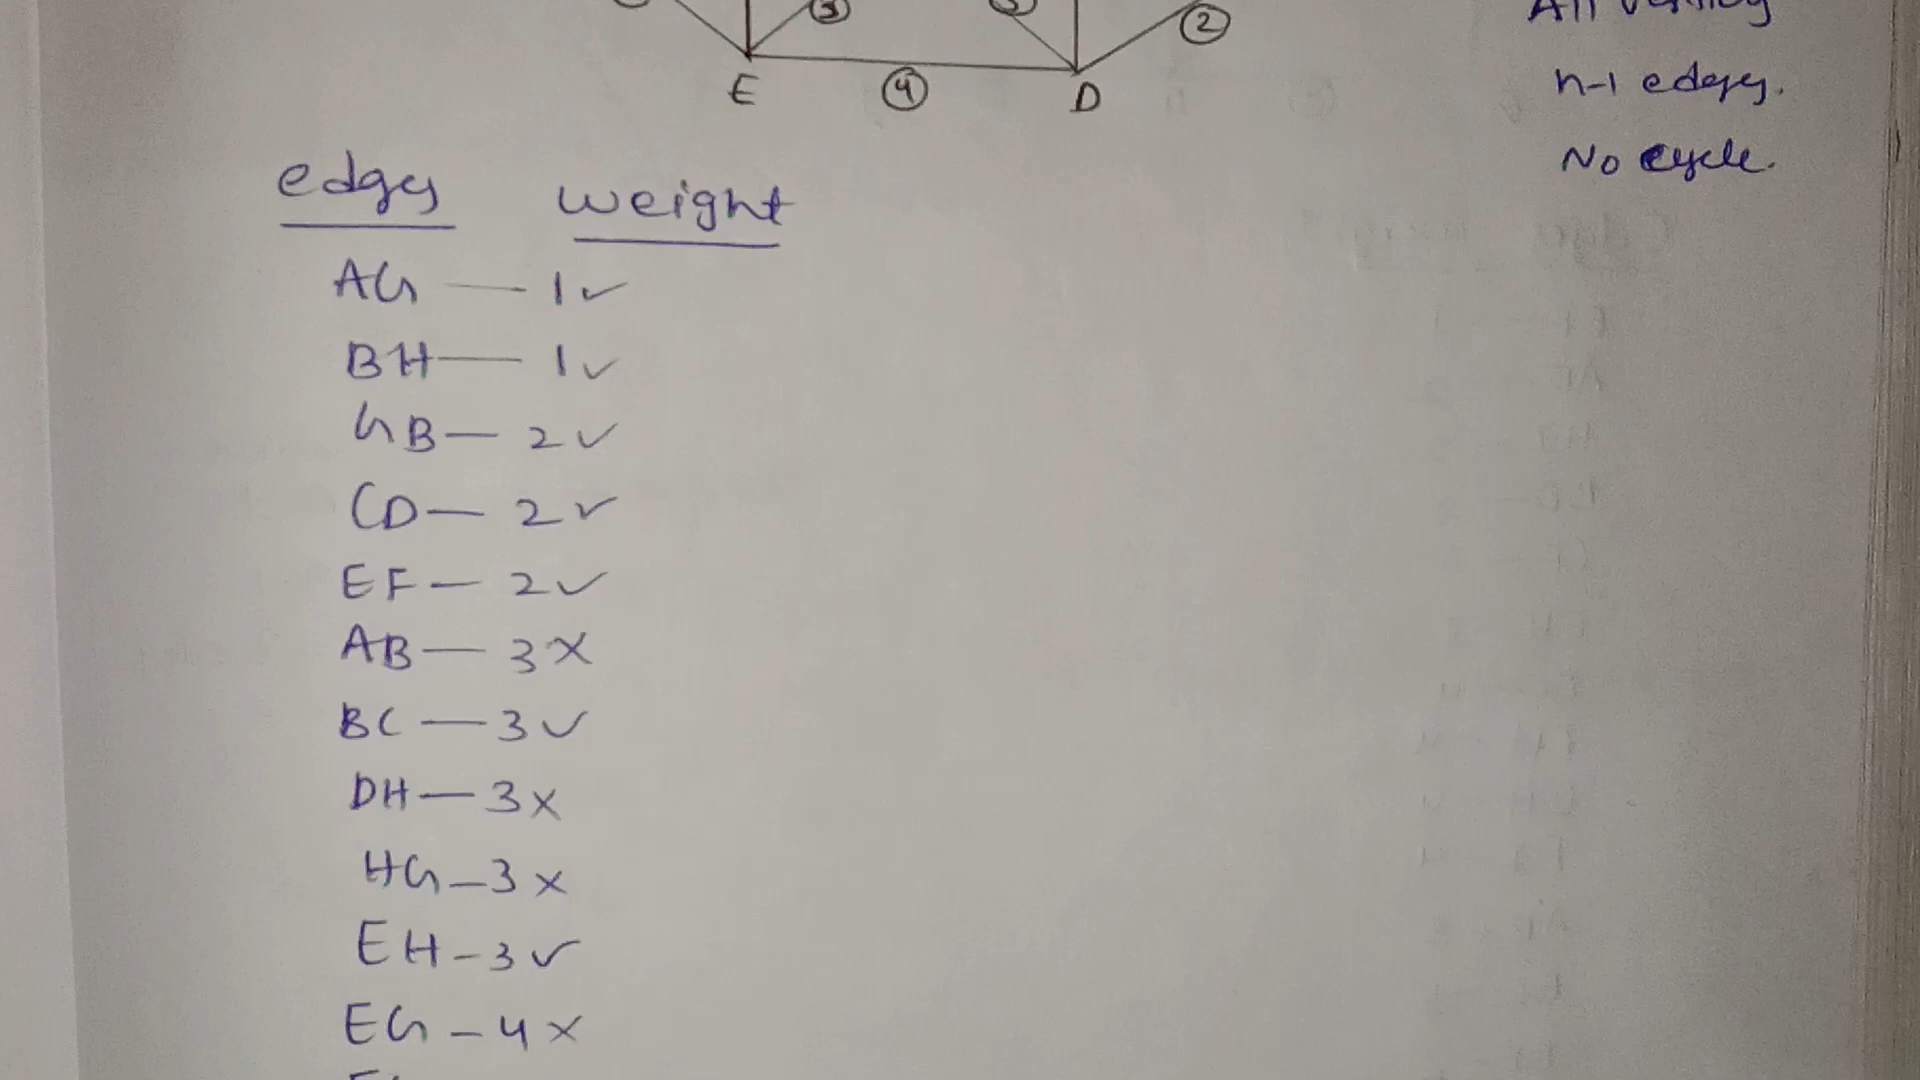 3
2
All
n-1 edges.
E
4
D
No cycle.
edges weight
AG — 1 ✓
BH — 1 ✓
GB — 2 ✓
CD — 2 ✓
EF — 2 ✓
AB — 3 ×
BC — 3 ✓
DH — 3 ×
HG — 3 ×
EH - 3 ✓
EG - 4 ×